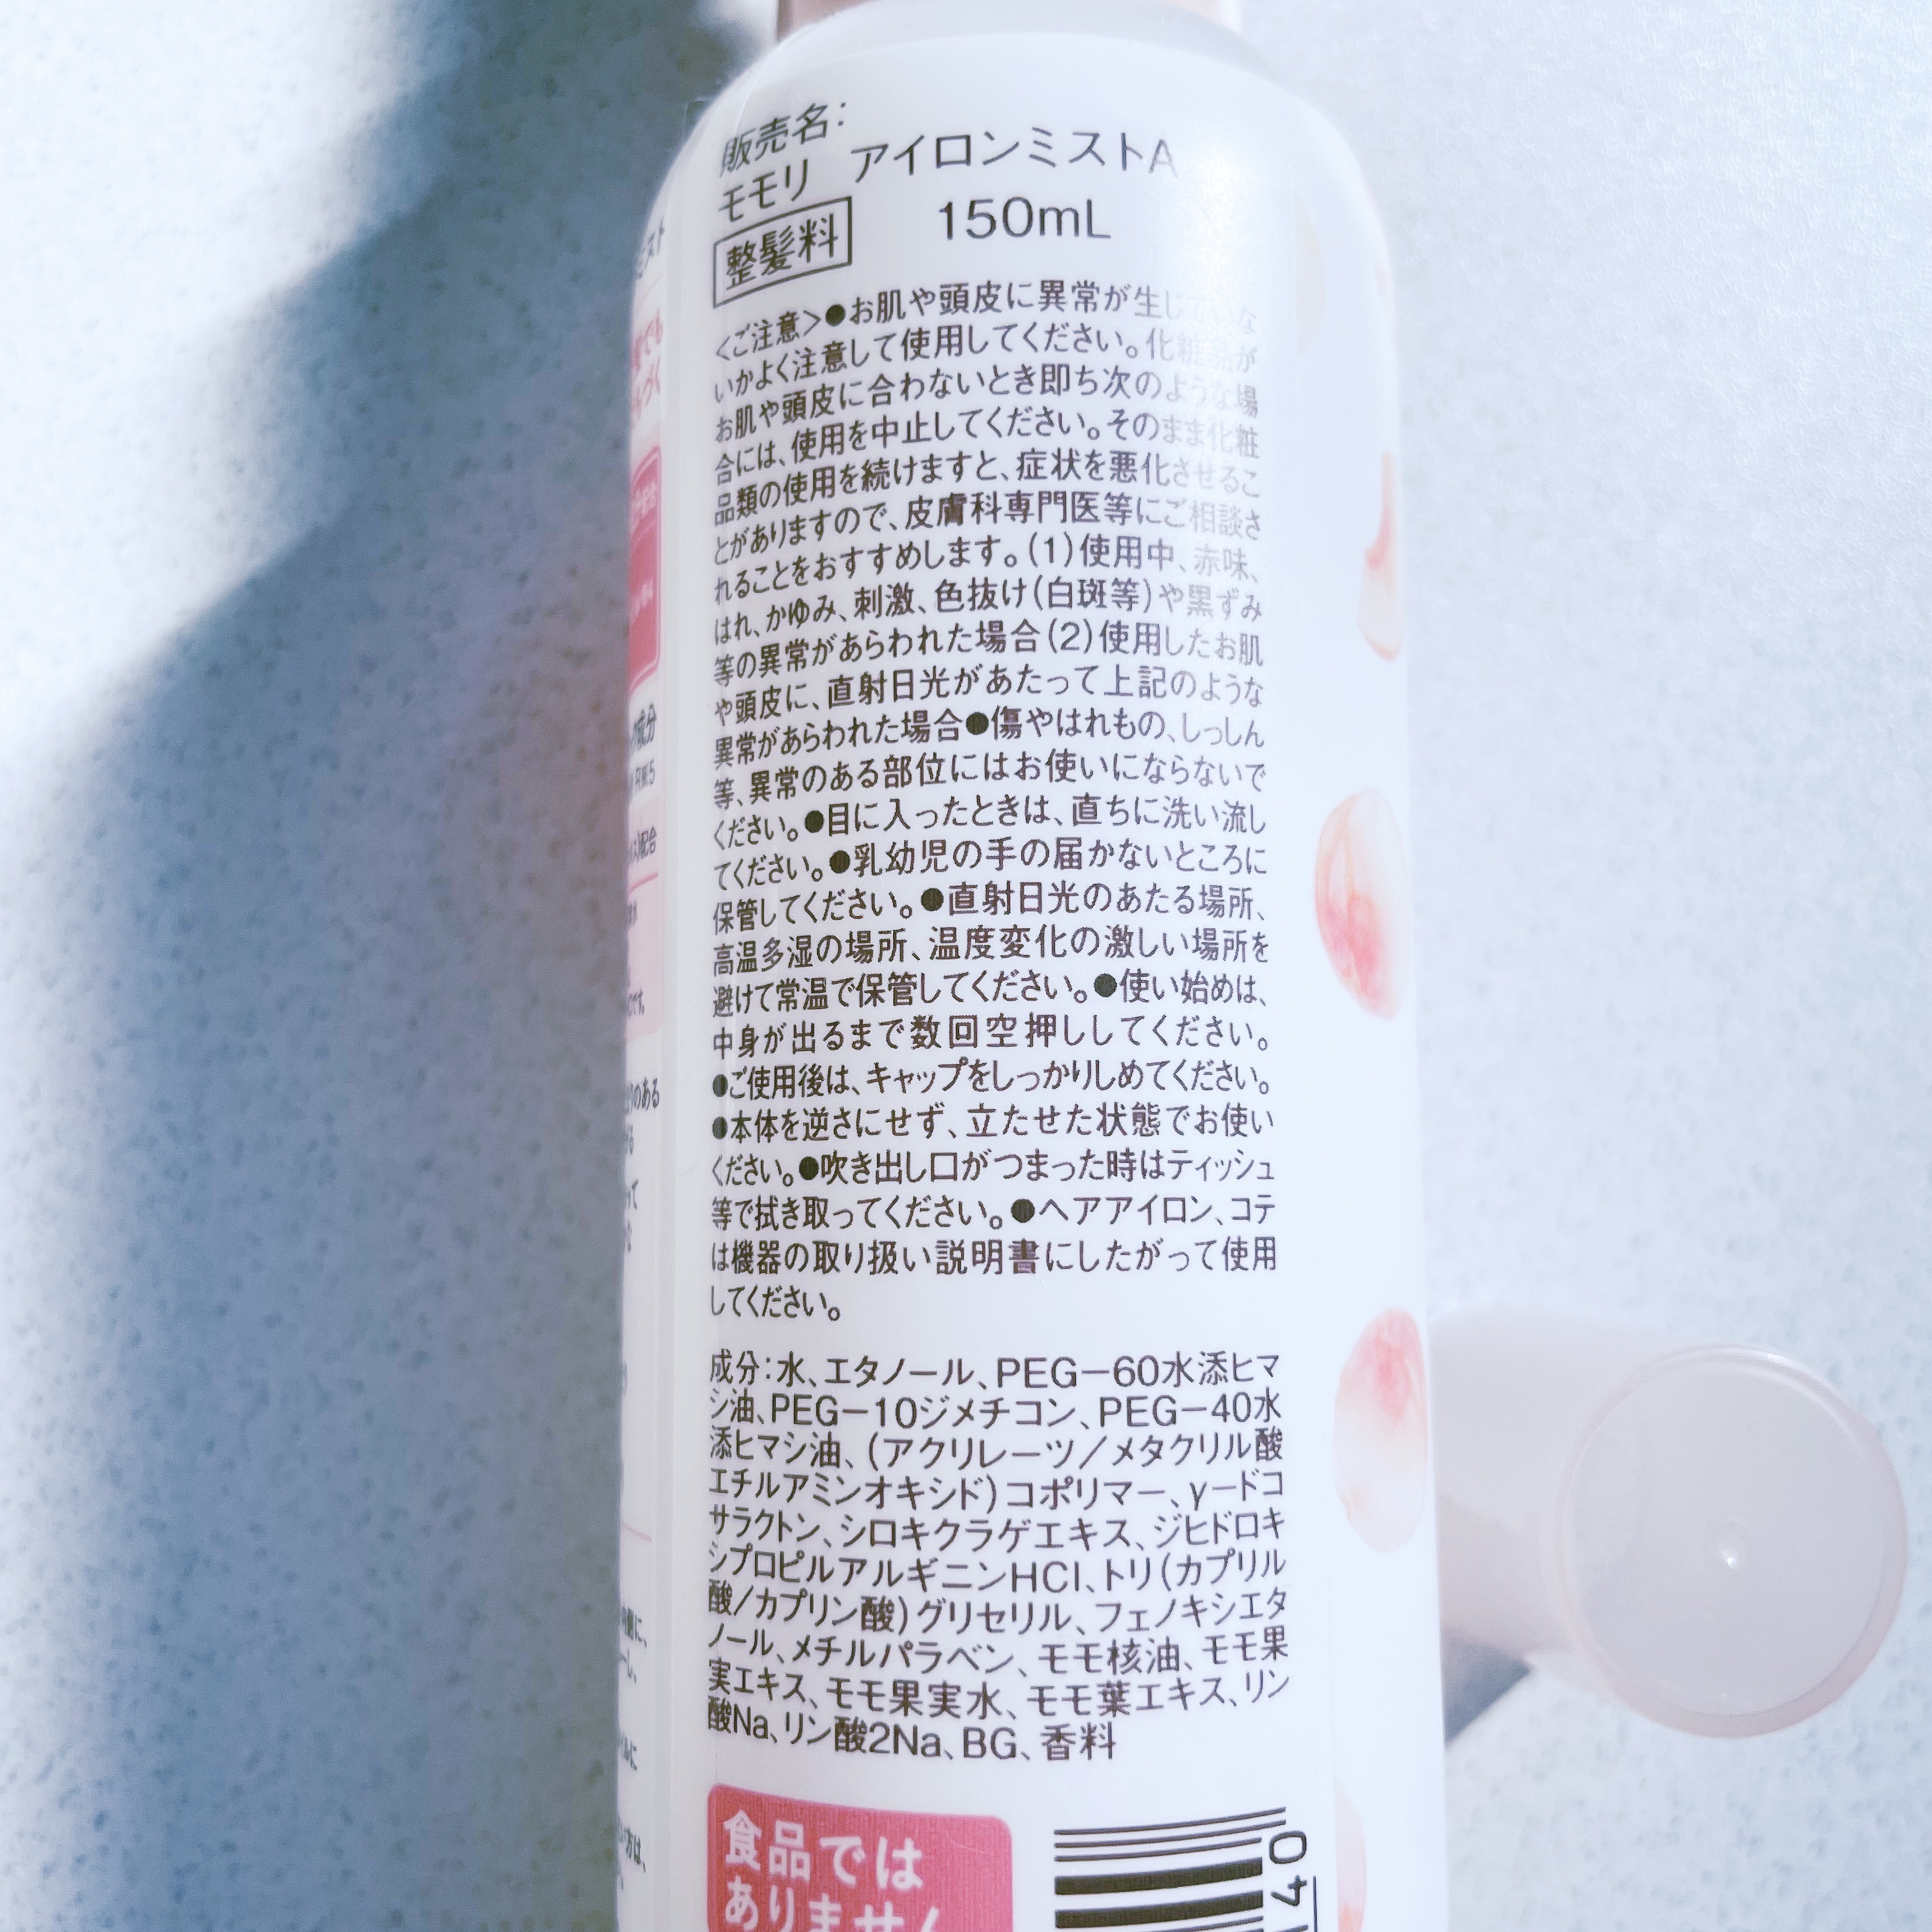 販売名：
モモリ　アイロンミストA
整髪料　150mL
＜ご注意＞●お肌や頭皮に異常が生じていな
いかよく注意して使用してください。化粧品が
お肌や頭皮に合わないとき即ち次のような場
合には、使用を中止してください。そのまま化粧
品類の使用を続けますと、症状を悪化させるこ
とがありますので、皮膚科専門医等にご相談さ
れることをおすすめします。(1)使用中、赤味、
はれ、かゆみ、刺激、色抜け(白斑等)や黒ずみ
等の異常があらわれた場合(2)使用したお肌
や頭皮に、直射日光があたって上記のような
異常があらわれた場合●傷やはれもの、しっしん
等、異常のある部位にはお使いにならないで
ください。●目に入ったときは、直ちに洗い流し
てください。●乳幼児の手の届かないところに
保管してください。●直射日光のあたる場所、
高温多湿の場所、温度変化の激しい場所を
避けて常温で保管してください。●使い始めは、
中身が出るまで数回空押ししてください。
●ご使用後は、キャップをしっかりしめてください。
●本体を逆さにせず、立たせた状態でお使い
ください。●吹き出し口がつまった時はティッシュ
等で拭き取ってください。●ヘアアイロン、コテ
は機器の取り扱い説明書にしたがって使用
してください。
成分：水、エタノール、PEG－60水添ヒマ
シ油、PEG－10ジメチコン、PEG－40水
添ヒマシ油、(アクリレーツ／メタクリル酸
エチルアミンオキシド)コポリマー、γ－ドコ
サラクトン、シロキクラゲエキス、ジヒドロキ
シプロピルアルギニンHCl、トリ(カプリル
酸/カプリン酸)グリセリル、フェノキシエタ
ノール、メチルパラベン、モモ核油、モモ果
実エキス、モモ果実水、モモ葉エキス、リン
酸Na、リン酸2Na、BG、香料
食品では
ありません